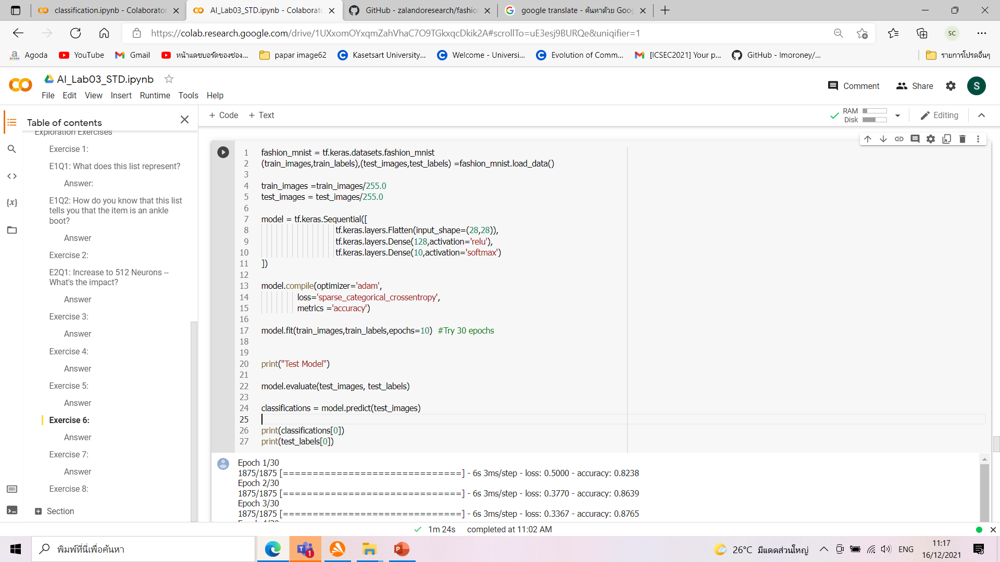 classification.ipynb - Colaborator
AI_Lab03_STD.ipynb - Colaborato
GitHub - zalandoresearch/fashio
google translate - ค้นหาด้วย Goog
https://colab.research.google.com/drive/1UXxomOYxqmZahVhaC7O9TGkxqcDkik2A#scrollTo=uE3esj9BURQe&uniqifier=1
SC
Agoda
YouTube
Gmail
หน้าแดชบอร์ดของช่อง...
papar image62
Kasetsart University...
Welcome - Universi...
Evolution of Comm...
[ICSEC2021] Your p...
GitHub - lmoroney/...
รายการโปรดอื่นๆ
AI_Lab03_STD.ipynb
File Edit View Insert Runtime Tools Help
Comment
Share
S
Table of contents
+ Code + Text
RAM
Disk
Editing
Exploration Exercises
Exercise 1:
E1Q1: What does this list represent?
Answer:
E1Q2: How do you know that this list
tells you that the item is an ankle
boot?
Answer
Exercise 2:
E2Q1: Increase to 512 Neurons --
What's the impact?
Answer
Exercise 3:
Answer
Exercise 4:
Answer
Exercise 5:
Answer
Exercise 6:
Answer
Exercise 7:
Answer
Exercise 8:
Section
1 fashion_mnist = tf.keras.datasets.fashion_mnist
2 (train_images,train_labels),(test_images,test_labels) =fashion_mnist.load_data()
3
4 train_images =train_images/255.0
5 test_images = test_images/255.0
6
7 model = tf.keras.Sequential([
8 tf.keras.layers.Flatten(input_shape=(28,28)),
9 tf.keras.layers.Dense(128,activation='relu'),
10 tf.keras.layers.Dense(10,activation='softmax')
11 ])
12
13 model.compile(optimizer='adam',
14 loss='sparse_categorical_crossentropy',
15 metrics ='accuracy')
16
17 model.fit(train_images,train_labels,epochs=10) #Try 30 epochs
18
19
20 print("Test Model")
21
22 model.evaluate(test_images, test_labels)
23
24 classifications = model.predict(test_images)
25
26 print(classifications[0])
27 print(test_labels[0])
Epoch 1/30
1875/1875 [==============================] - 6s 3ms/step - loss: 0.5000 - accuracy: 0.8238
Epoch 2/30
1875/1875 [==============================] - 6s 3ms/step - loss: 0.3770 - accuracy: 0.8639
Epoch 3/30
1875/1875 [==============================] - 6s 3ms/step - loss: 0.3367 - accuracy: 0.8765
1m 24s completed at 11:02 AM
พิมพ์ที่นี่เพื่อค้นหา
1
26°C มีแดดส่วนใหญ่
ENG
11:17
16/12/2021